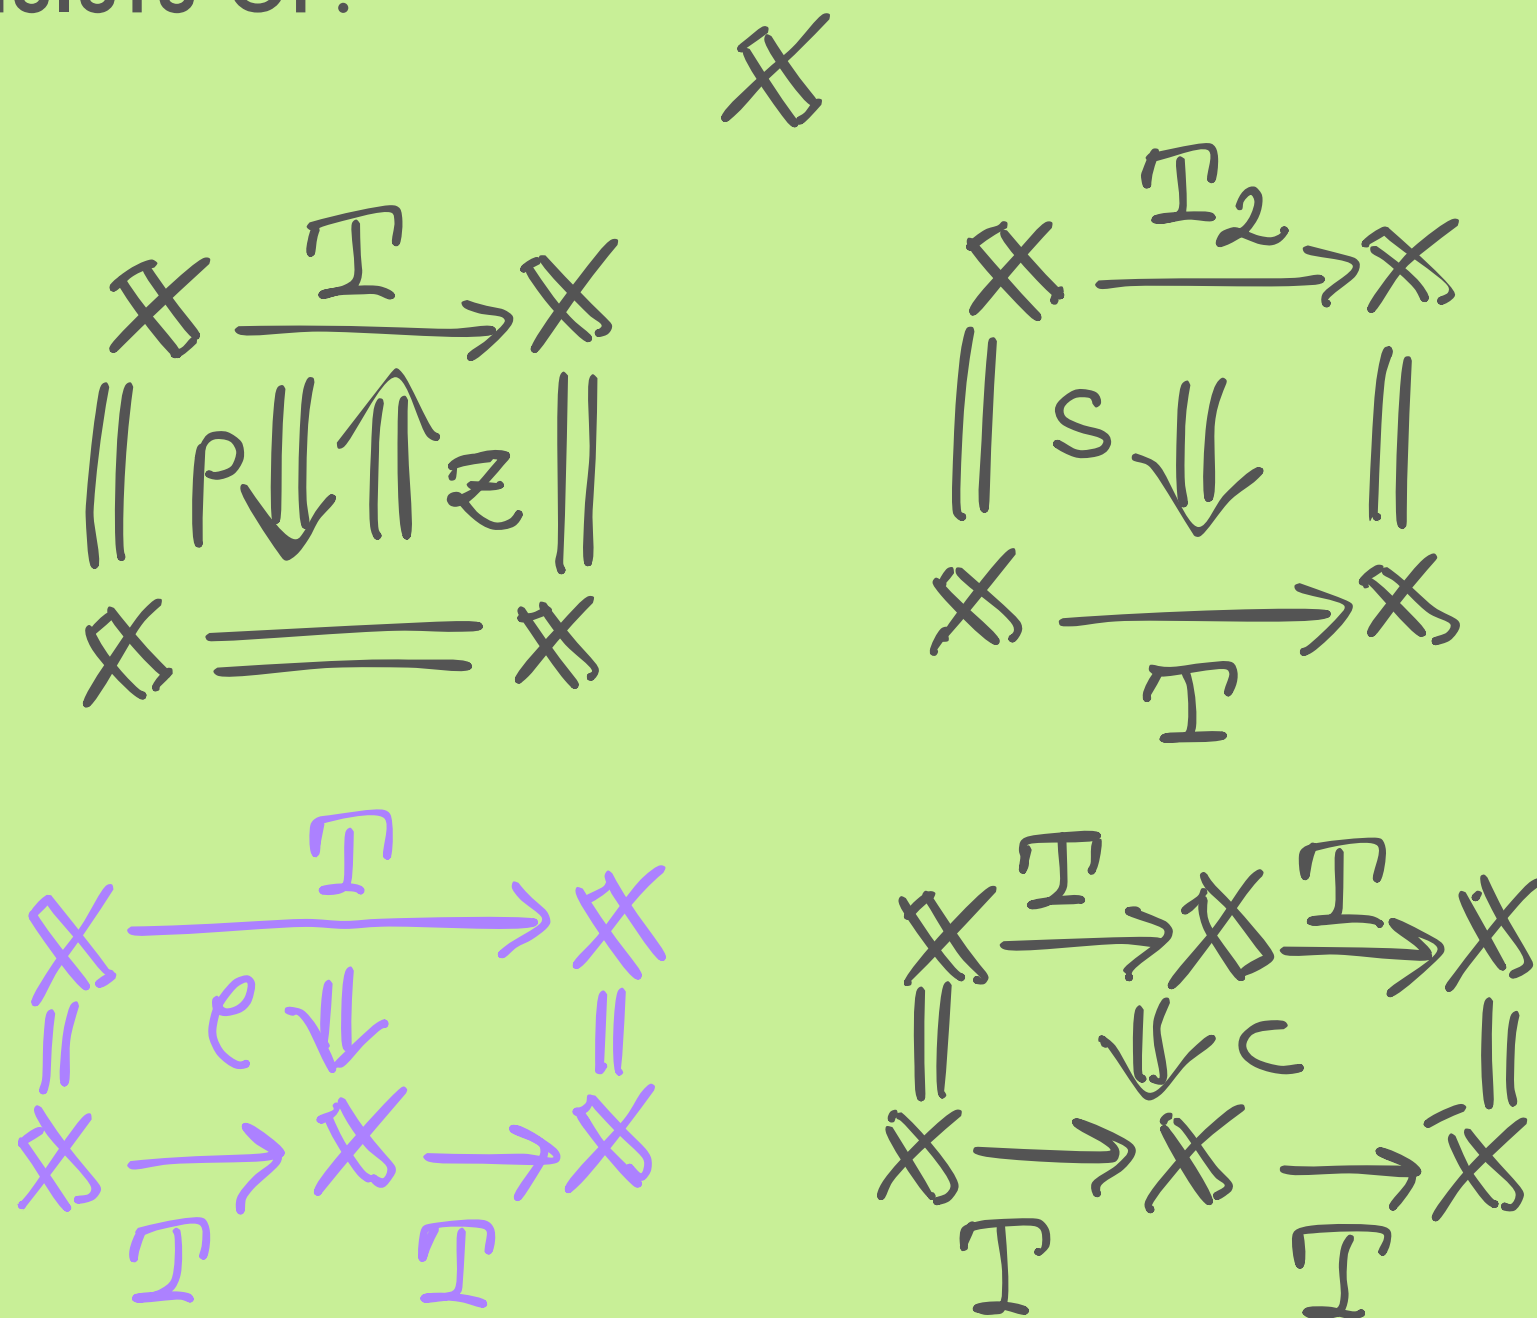 𝕏
T
𝕏 → 𝕏
p ⇓ ⇑ z
𝕏 = 𝕏
T₂
𝕏 → 𝕏
s ⇓
𝕏 → 𝕏
T
T
𝕏 → 𝕏
ℓ ⇓
𝕏 → 𝕏 → 𝕏
T T
T T
𝕏 → 𝕏 → 𝕏
⇓ c
𝕏 → 𝕏 → 𝕏
T T